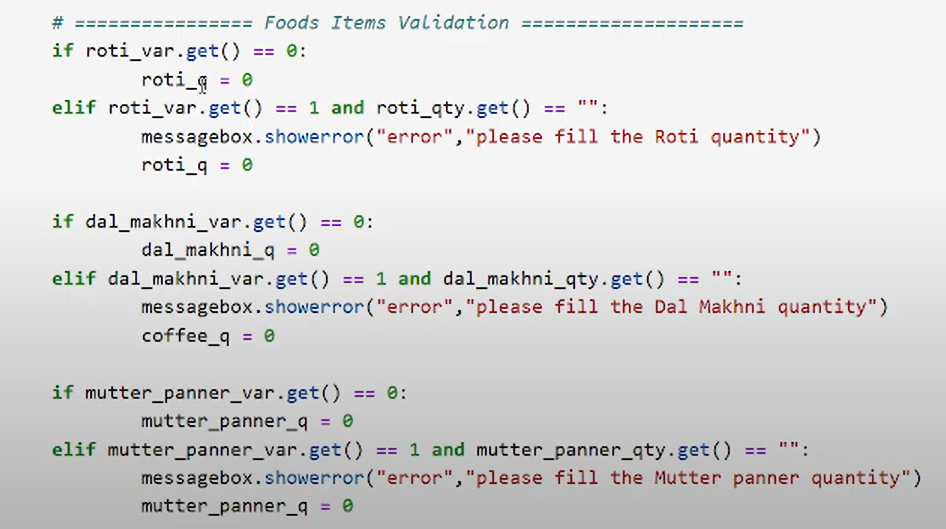 # ================ Foods Items Validation ====================
if roti_var.get() == 0:
        roti_q = 0
elif roti_var.get() == 1 and roti_qty.get() == "":
        messagebox.showerror("error","please fill the Roti quantity")
        roti_q = 0

if dal_makhni_var.get() == 0:
        dal_makhni_q = 0
elif dal_makhni_var.get() == 1 and dal_makhni_qty.get() == "":
        messagebox.showerror("error","please fill the Dal Makhni quantity")
        coffee_q = 0

if mutter_panner_var.get() == 0:
        mutter_panner_q = 0
elif mutter_panner_var.get() == 1 and mutter_panner_qty.get() == "":
        messagebox.showerror("error","please fill the Mutter panner quantity")
        mutter_panner_q = 0